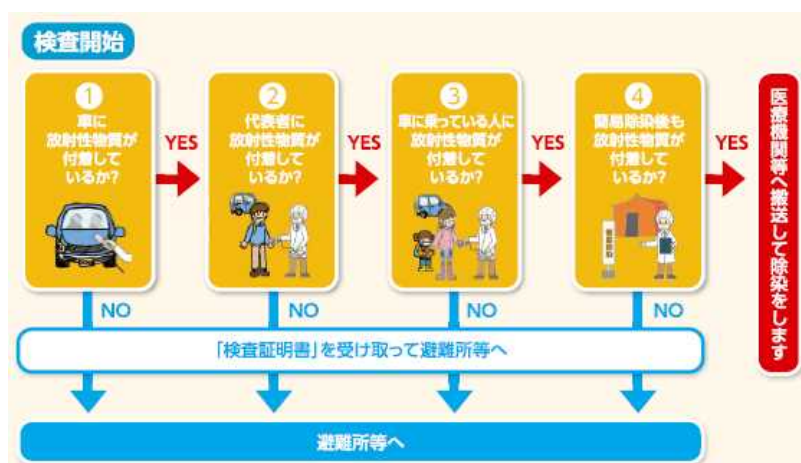 検査開始
1
車に
放射性物質が
付着して
いるか?
YES
2
代表者に
放射性物質が
付着して
いるか?
YES
3
車に乗っている人に
放射性物質が
付着して
いるか?
YES
4
簡易除染後も
放射性物質が
付着して
いるか?
YES
医療機関等へ搬送して除染をします
NO
NO
NO
NO
「検査証明書」を受け取って避難所等へ
避難所等へ